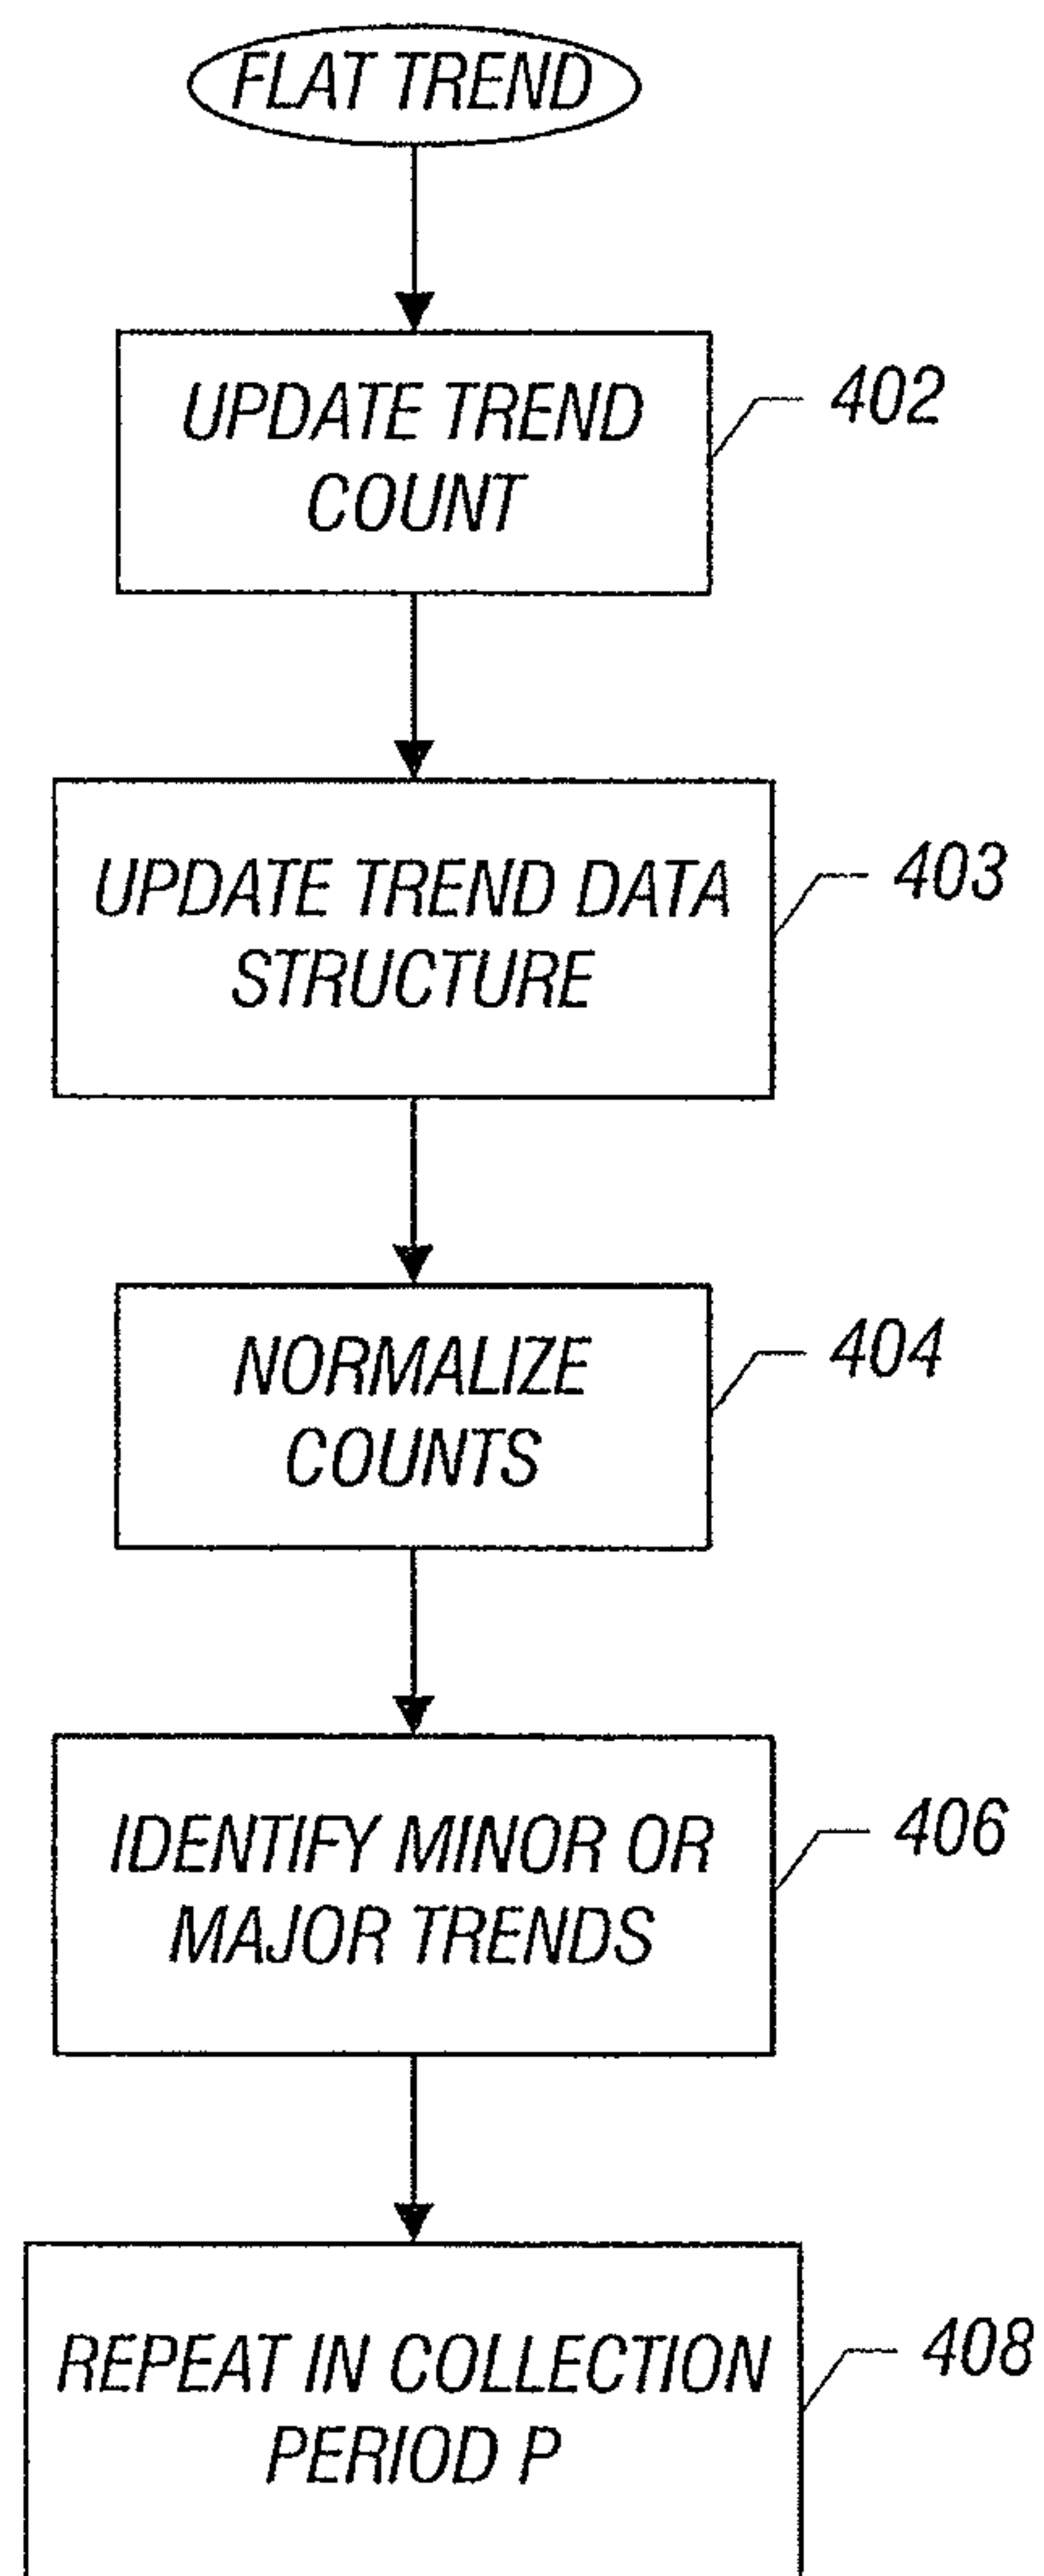 FLAT TREND
UPDATE TREND
COUNT
402
UPDATE TREND DATA
STRUCTURE
403
NORMALIZE
COUNTS
404
IDENTIFY MINOR OR
MAJOR TRENDS
406
REPEAT IN COLLECTION
PERIOD P
408